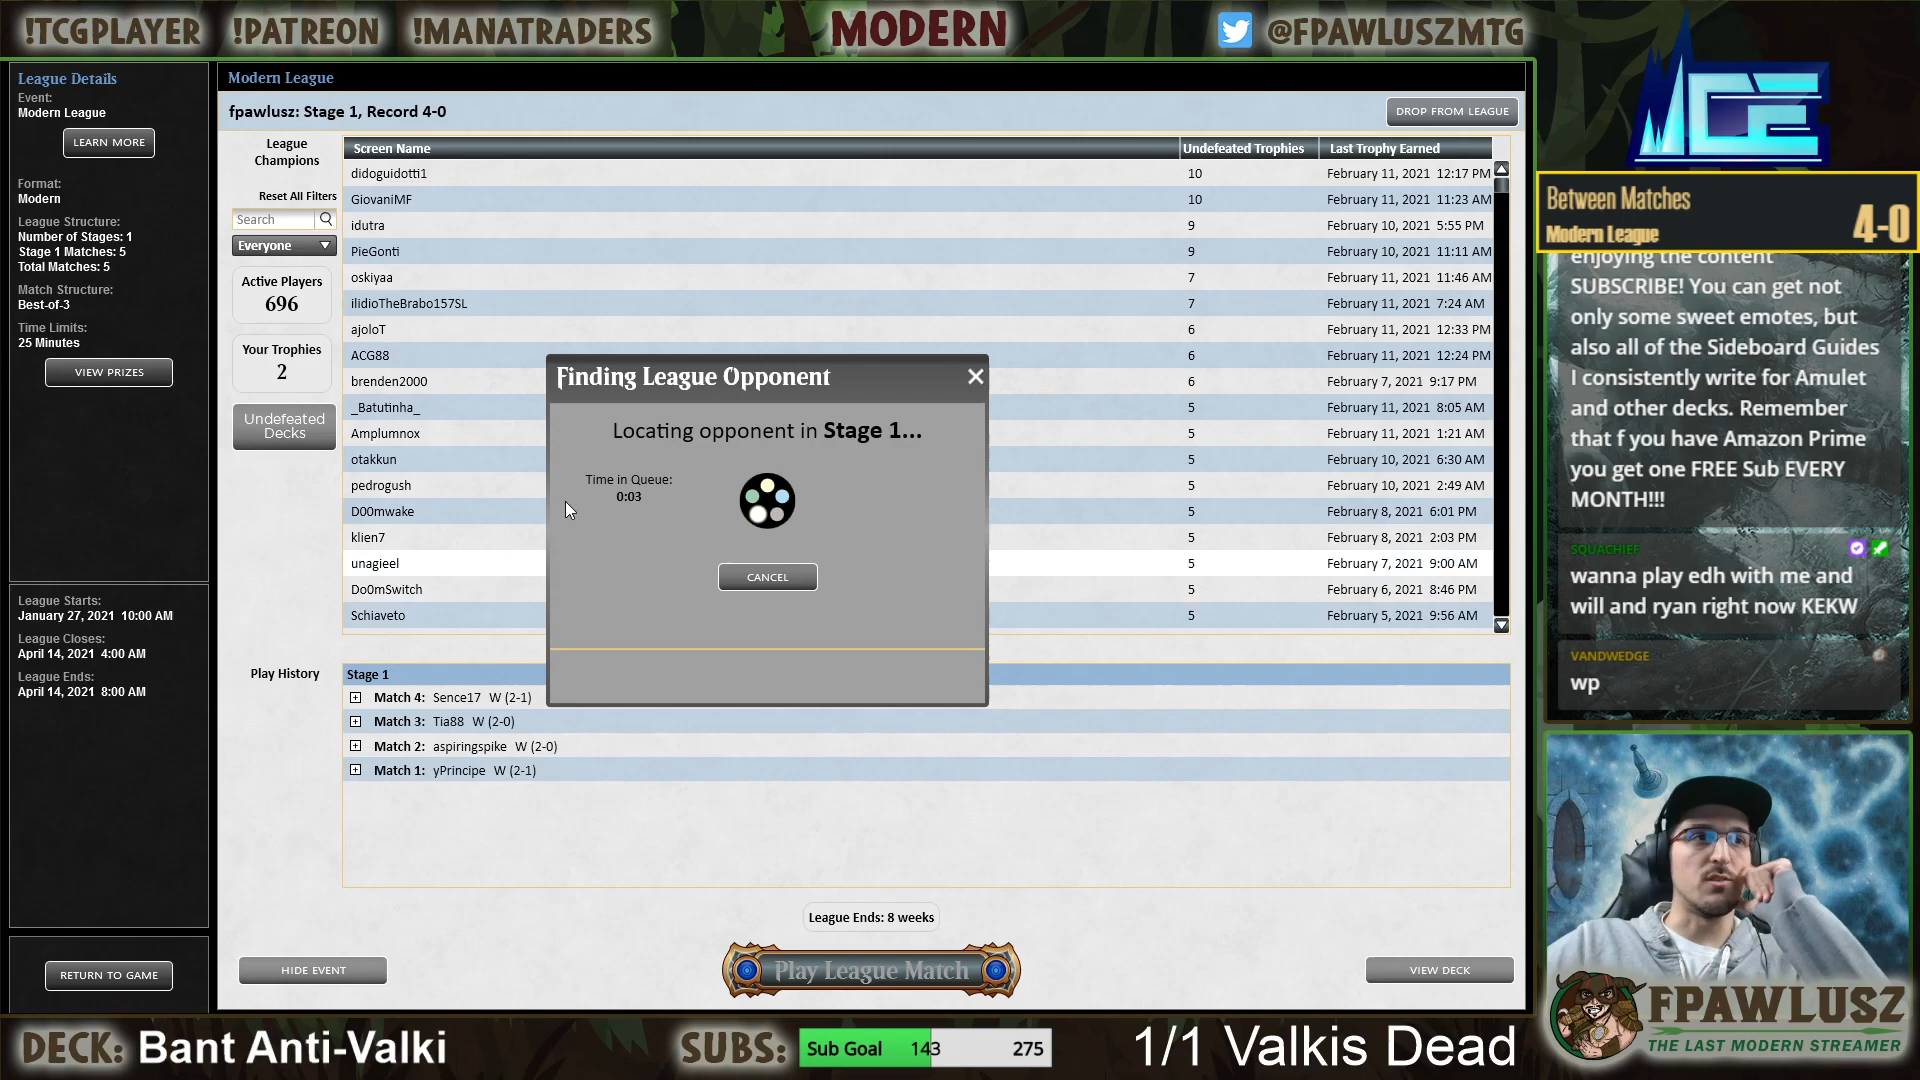 !TCGPLAYER !PATREON !MANATRADERS
MODERN
@FPAWLUSZMTG
League Details
Event:
Modern League
LEARN MORE
Format:
Modern
League Structure:
Number of Stages: 1
Stage 1 Matches: 5
Total Matches: 5
Match Structure:
Best-of-3
Time Limits:
25 Minutes
VIEW PRIZES
League Starts:
January 27, 2021 10:00 AM
League Closes:
April 14, 2021 4:00 AM
League Ends:
April 14, 2021 8:00 AM
RETURN TO GAME
Modern League
fpawlusz: Stage 1, Record 4-0
DROP FROM LEAGUE
League
Champions
Reset All Filters
Search
Everyone
Active Players
696
Your Trophies
2
Undefeated
Decks
Screen Name Undefeated Trophies Last Trophy Earned
didoguidotti1 10 February 11, 2021 12:17 PM
GiovaniMF 10 February 11, 2021 11:23 AM
idutra 9 February 10, 2021 5:55 PM
PieGonti 9 February 10, 2021 11:11 AM
oskiyaa 7 February 11, 2021 11:46 AM
ilidioTheBrabo157SL 7 February 11, 2021 7:24 AM
ajoloT 6 February 11, 2021 12:33 PM
ACG88 6 February 11, 2021 12:24 PM
brenden2000 6 February 7, 2021 9:17 PM
_Batutinha_ 5 February 11, 2021 8:05 AM
Amplumnox 5 February 11, 2021 1:21 AM
otakkun 5 February 10, 2021 6:30 AM
pedrogush 5 February 10, 2021 2:49 AM
D00mwake 5 February 8, 2021 6:01 PM
klien7 5 February 8, 2021 2:03 PM
unagieel 5 February 7, 2021 9:00 AM
Do0mSwitch 5 February 6, 2021 8:46 PM
Schiaveto 5 February 5, 2021 9:56 AM
Finding League Opponent
Locating opponent in Stage 1...
Time in Queue:
0:03
CANCEL
Play History
Stage 1
Match 4: Sence17 W (2-1)
Match 3: Tia88 W (2-0)
Match 2: aspiringspike W (2-0)
Match 1: yPrincipe W (2-1)
League Ends: 8 weeks
HIDE EVENT
Play League Match
VIEW DECK
MCE
Between Matches
Modern League
4-0
enjoying the content
SUBSCRIBE! You can get not
only some sweet emotes, but
also all of the Sideboard Guides
I consistently write for Amulet
and other decks. Remember
that f you have Amazon Prime
you get one FREE Sub EVERY
MONTH!!!
SQUACHIEF
wanna play edh with me and
will and ryan right now KEKW
VANDWEDGE
wp
FPAWLUSZ
THE LAST MODERN STREAMER
DECK: Bant Anti-Valki
SUBS: Sub Goal 143 275
1/1 Valkis Dead